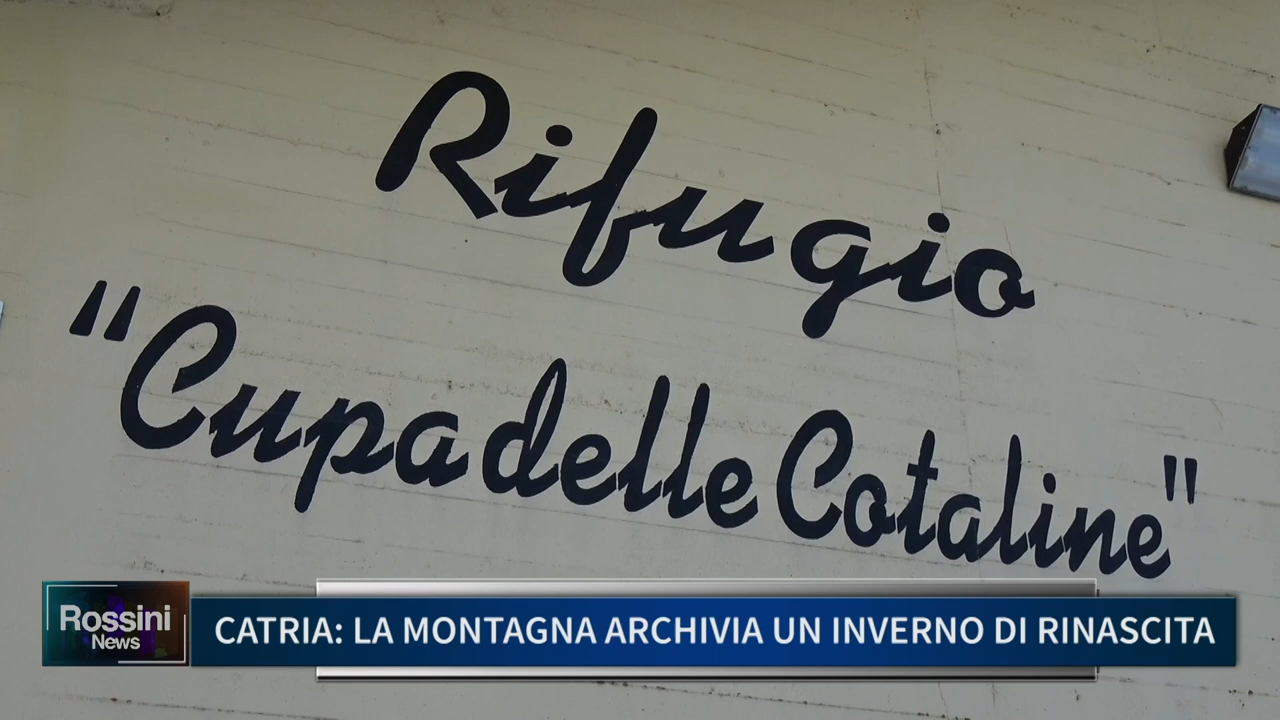 Rifugio
"Cupa delle Cotaline"
Rossini
News
CATRIA: LA MONTAGNA ARCHIVIA UN INVERNO DI RINASCITA